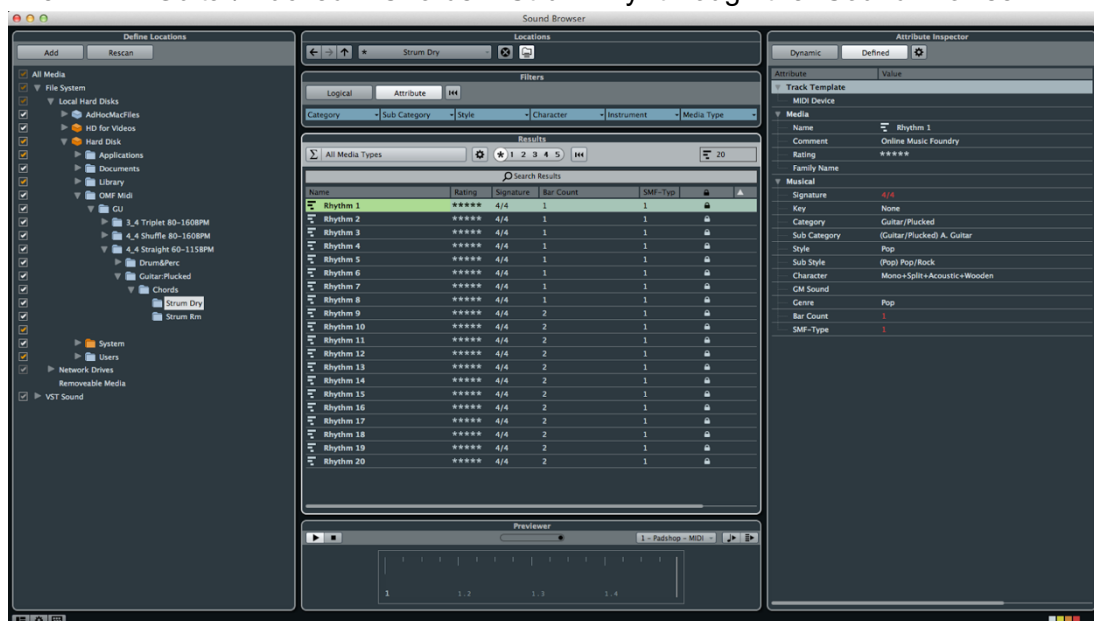 Sound Browser
Define Locations
Add Rescan
All Media
File System
Local Hard Disks
AdHocMacFiles
HD for Videos
Hard Disk
Applications
Documents
Library
OMF Midi
GU
3_4 Triplet 80-160BPM
4_4 Shuffle 80-160BPM
4_4 Straight 60-115BPM
Drum&Perc
Guitar:Plucked
Chords
Strum Dry
Strum Rm
System
Users
Network Drives
Removeable Media
VST Sound
Locations
* Strum Dry
Filters
Logical Attribute
Category Sub Category Style Character Instrument Media Type
Results
Σ All Media Types * 1 2 3 4 5 20
Search Results
Name Rating Signature Bar Count SMF-Typ
Rhythm 1 ***** 4/4 1 1
Rhythm 2 ***** 4/4 1 1
Rhythm 3 ***** 4/4 1 1
Rhythm 4 ***** 4/4 1 1
Rhythm 5 ***** 4/4 1 1
Rhythm 6 ***** 4/4 1 1
Rhythm 7 ***** 4/4 1 1
Rhythm 8 ***** 4/4 1 1
Rhythm 9 ***** 4/4 2 1
Rhythm 10 ***** 4/4 2 1
Rhythm 11 ***** 4/4 2 1
Rhythm 12 ***** 4/4 2 1
Rhythm 13 ***** 4/4 2 1
Rhythm 14 ***** 4/4 2 1
Rhythm 15 ***** 4/4 2 1
Rhythm 16 ***** 4/4 2 1
Rhythm 17 ***** 4/4 2 1
Rhythm 18 ***** 4/4 2 1
Rhythm 19 ***** 4/4 2 1
Rhythm 20 ***** 4/4 2 1
Previewer
1 - Padshop - MIDI
1 1.2 1.3 1.4
Attribute Inspector
Dynamic Defined
Attribute Value
Track Template
MIDI Device
Media
Name Rhythm 1
Comment Online Music Foundry
Rating *****
Family Name
Musical
Signature 4/4
Key None
Category Guitar/Plucked
Sub Category (Guitar/Plucked) A. Guitar
Style Pop
Sub Style (Pop) Pop/Rock
Character Mono+Split+Acoustic+Wooden
GM Sound
Genre Pop
Bar Count 1
SMF-Type 1